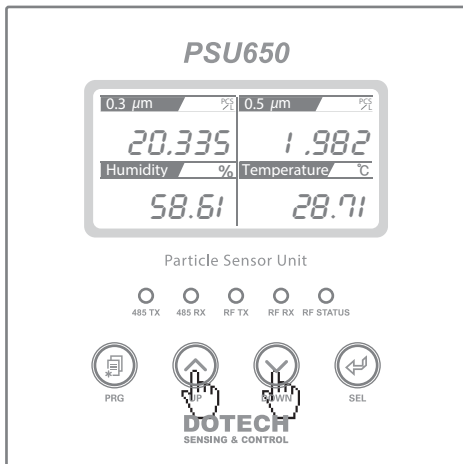 PSU650
0.3 μm PCS/L 0.5 μm PCS/L
20.335 1.982
Humidity % Temperature ℃
58.61 28.71
Particle Sensor Unit
485 TX 485 RX RF TX RF RX RF STATUS
PRG UP DOWN SEL
DOTECH
SENSING & CONTROL